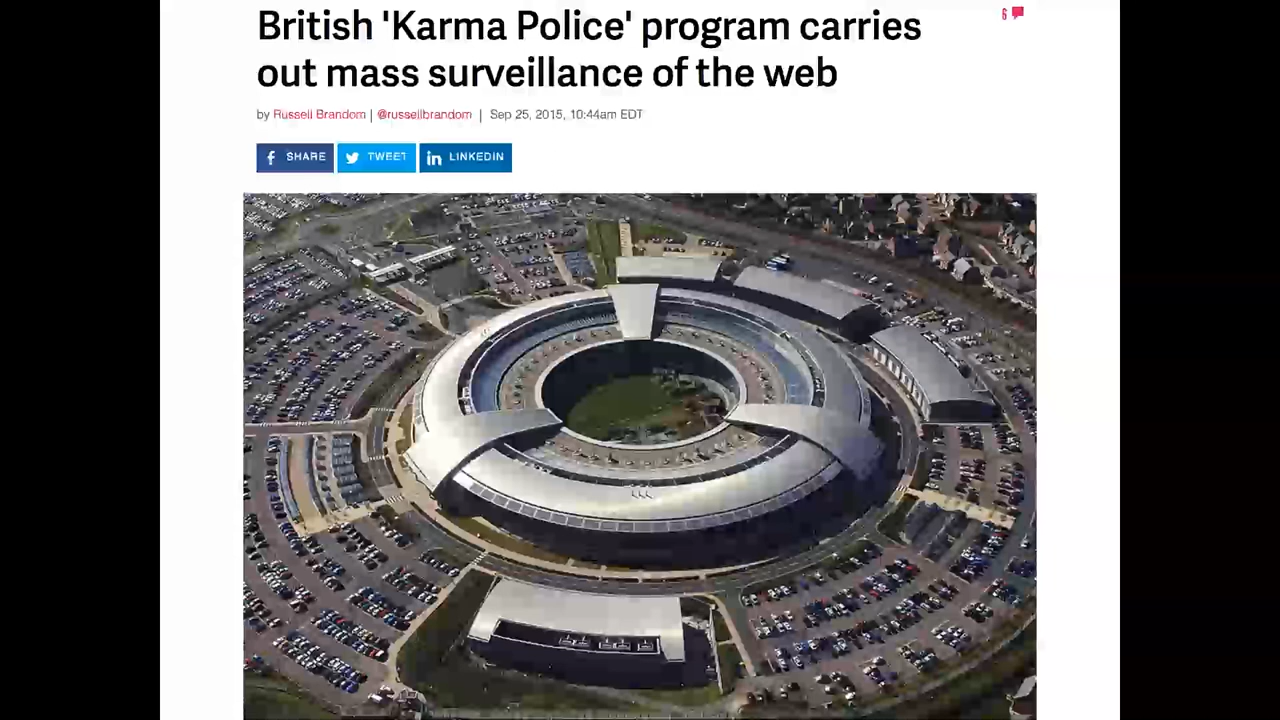 British 'Karma Police' program carries
out mass surveillance of the web
6
by Russell Brandom | @russellbrandom | Sep 25, 2015, 10:44am EDT
SHARE
TWEET
LINKEDIN